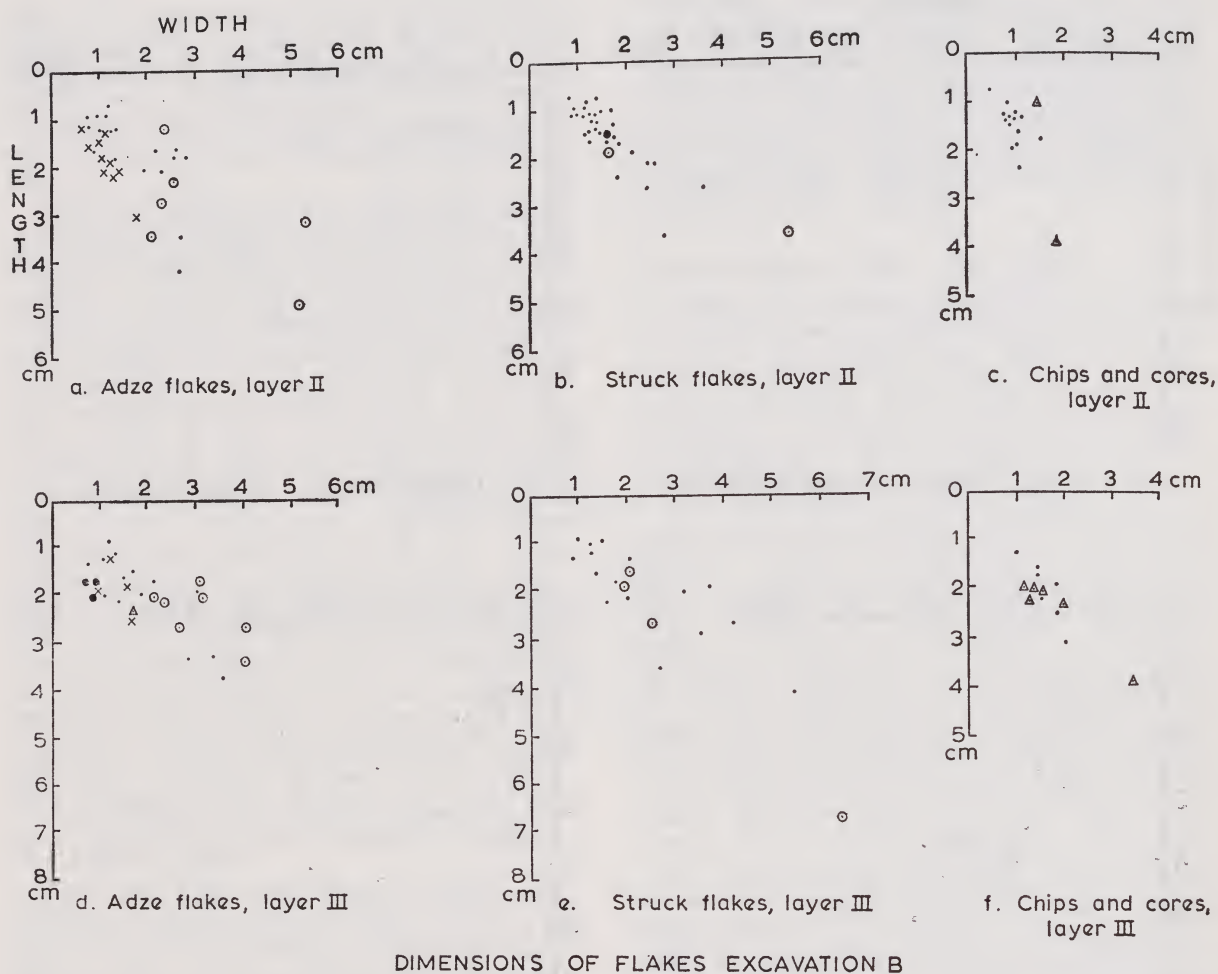 WIDTH
0 1 2 3 4 5 6 cm
LENGTH
1
2
3
4
5
6
cm
a. Adze flakes, layer II
0 1 2 3 4 5 6 cm
1
2
3
4
5
6
cm
b. Struck flakes, layer II
0 1 2 3 4 cm
1
2
3
4
5
cm
c. Chips and cores,
layer II
0 1 2 3 4 5 6cm
1
2
3
4
5
6
7
8
cm
d. Adze flakes, layer III
0 1 2 3 4 5 6 7 cm
1
2
3
4
5
6
7
8
cm
e. Struck flakes, layer III
0 1 2 3 4 cm
1
2
3
4
5
cm
f. Chips and cores,
layer III
DIMENSIONS OF FLAKES EXCAVATION B